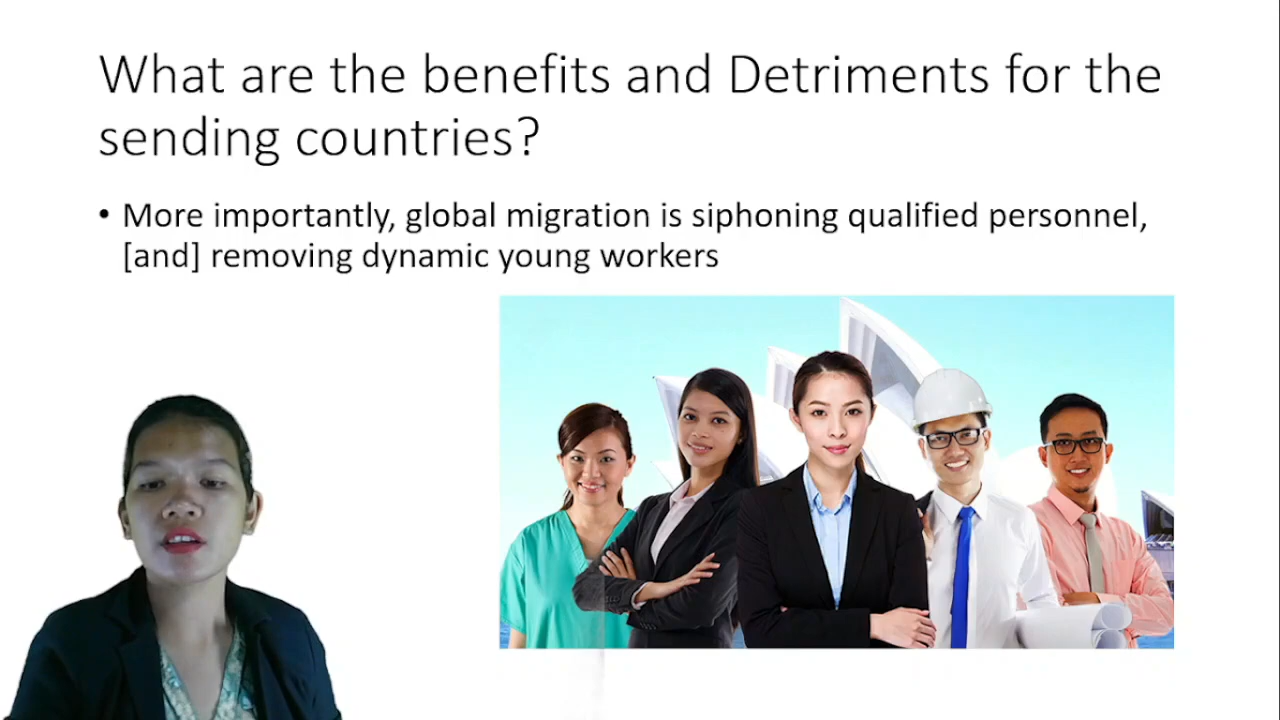 What are the benefits and Detriments for the
sending countries?
• More importantly, global migration is siphoning qualified personnel,
[and] removing dynamic young workers